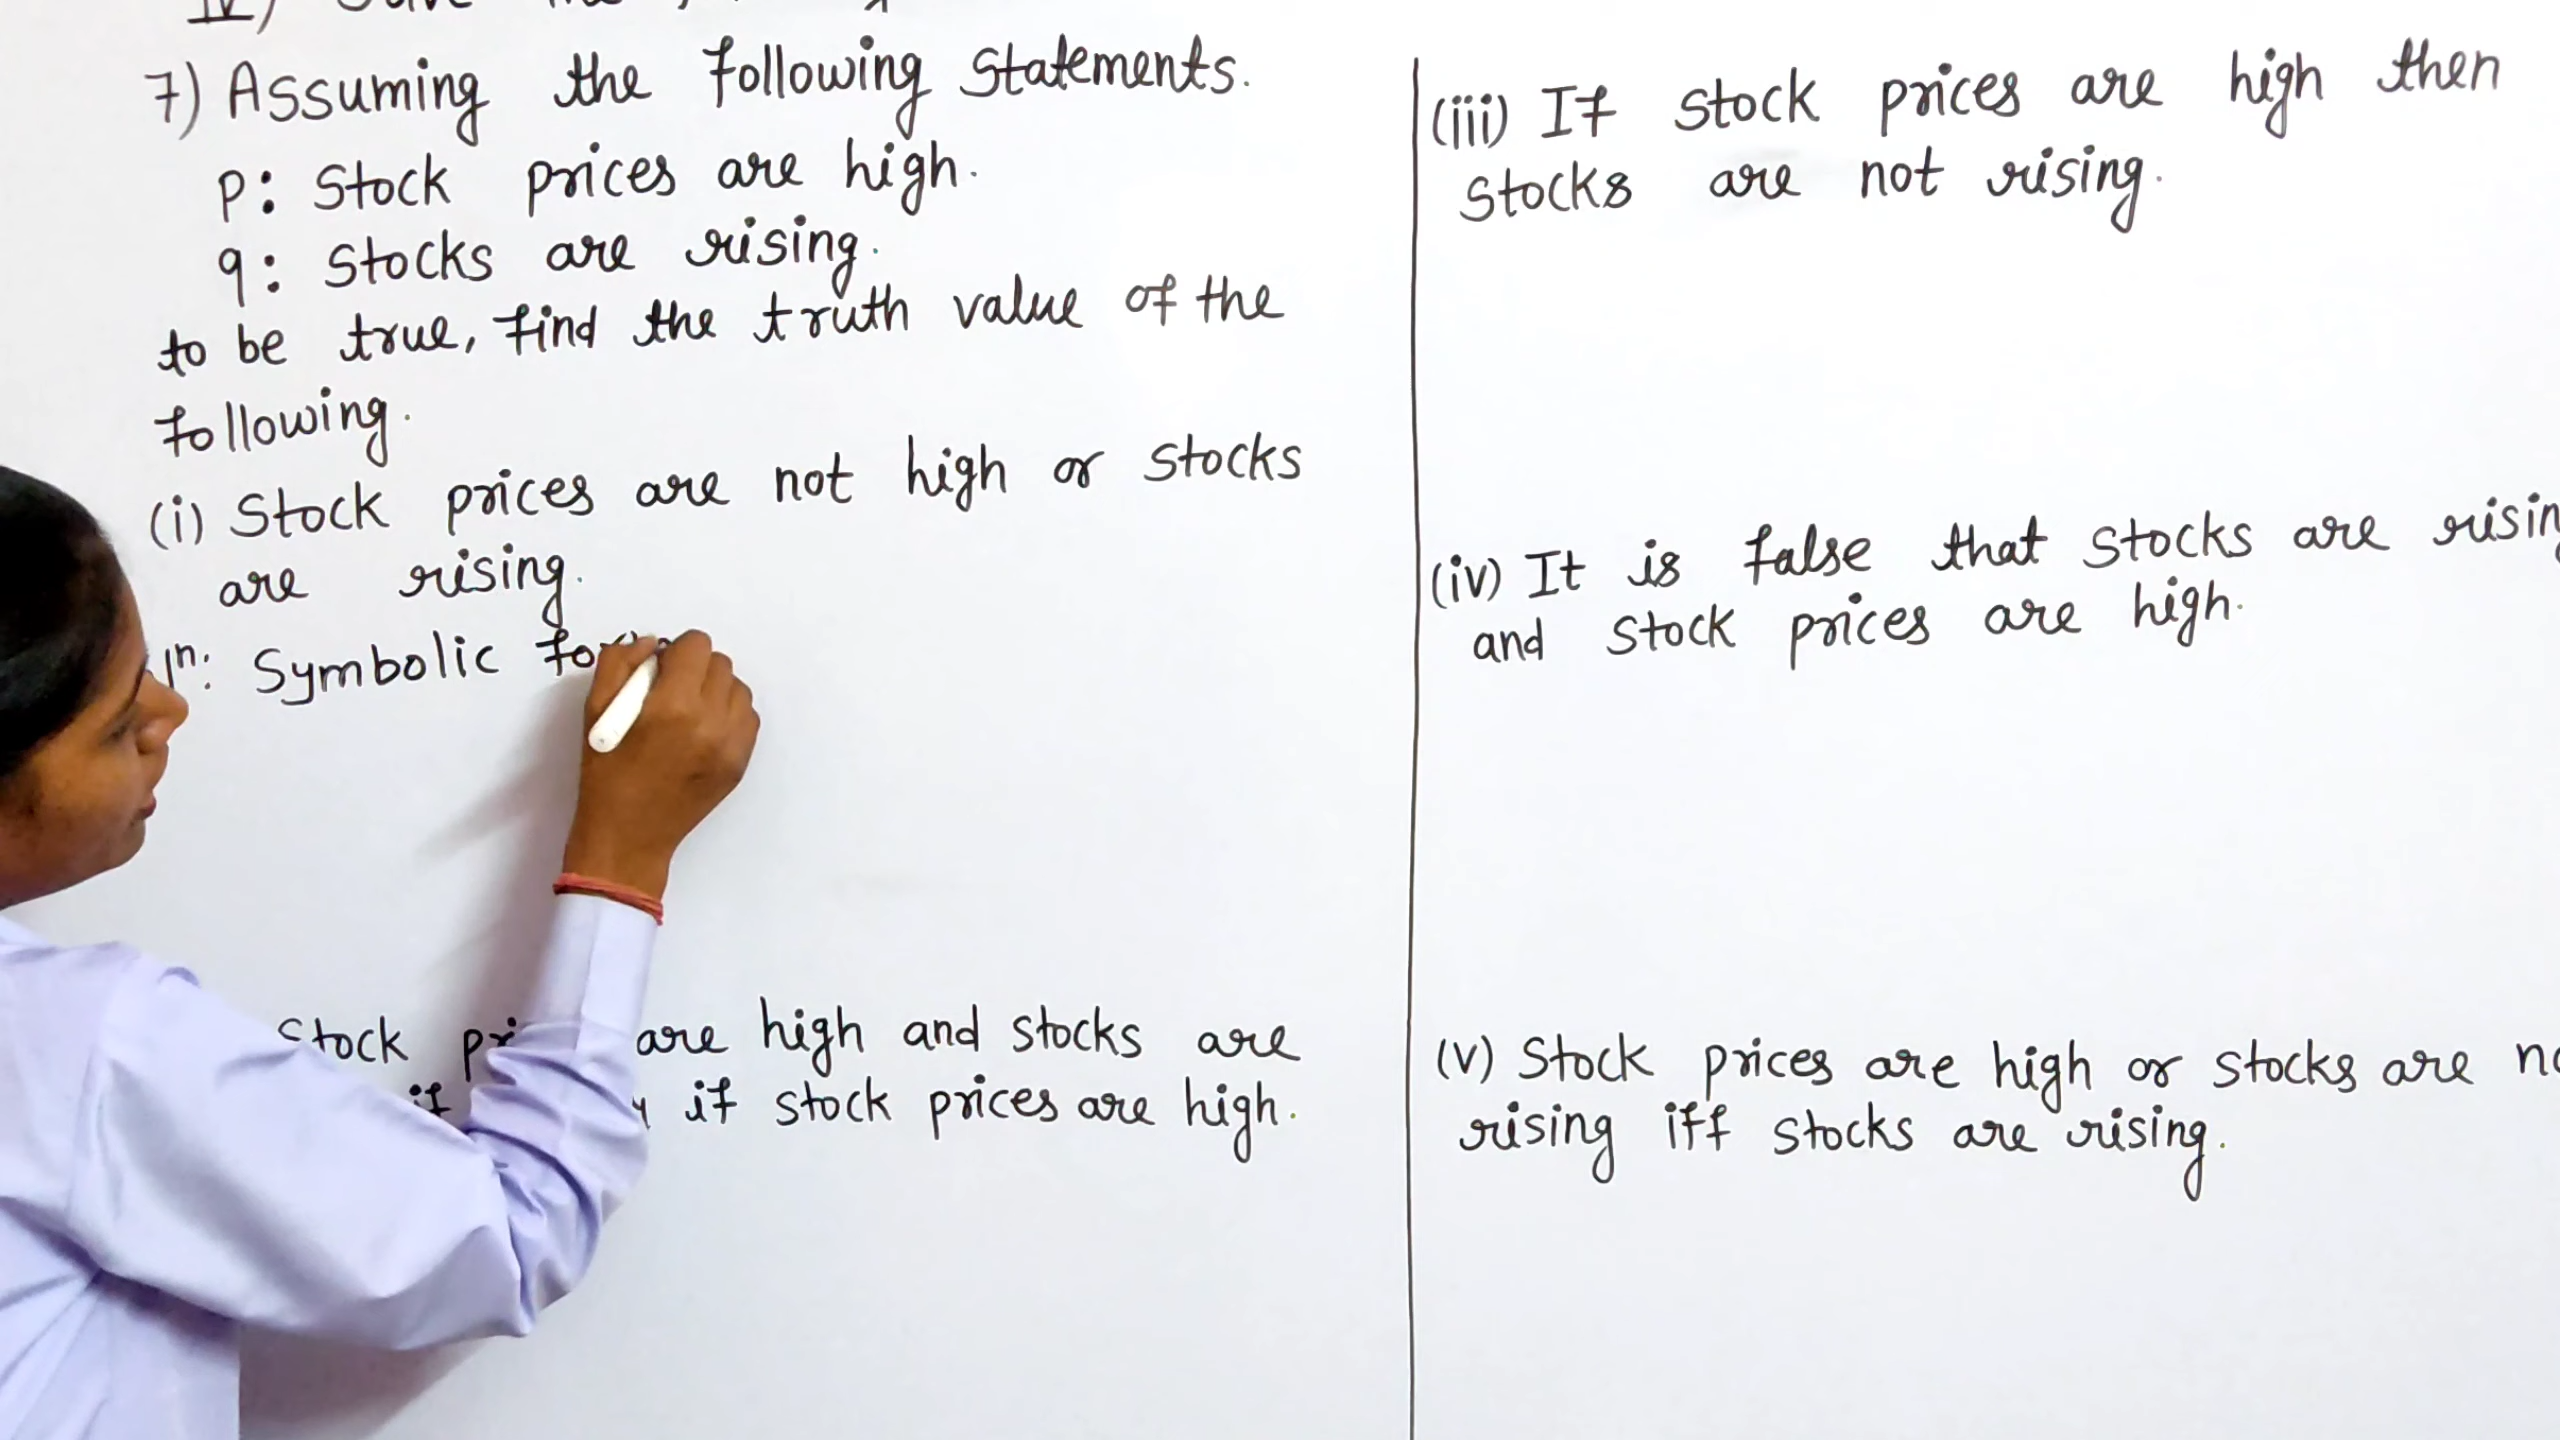 7) Assuming the following statements.
p: Stock prices are high.
q: Stocks are rising.
to be true, find the truth value of the
following.
(i) Stock prices are not high or stocks
are rising.
Symbolic
Stock are high and stocks are
if if stock prices are high.
(iii) If stock prices are high then
stocks are not rising.
(iv) It is false that stocks are
and stock prices are high.
(v) Stock prices are high or stocks are
rising iff stocks are rising.